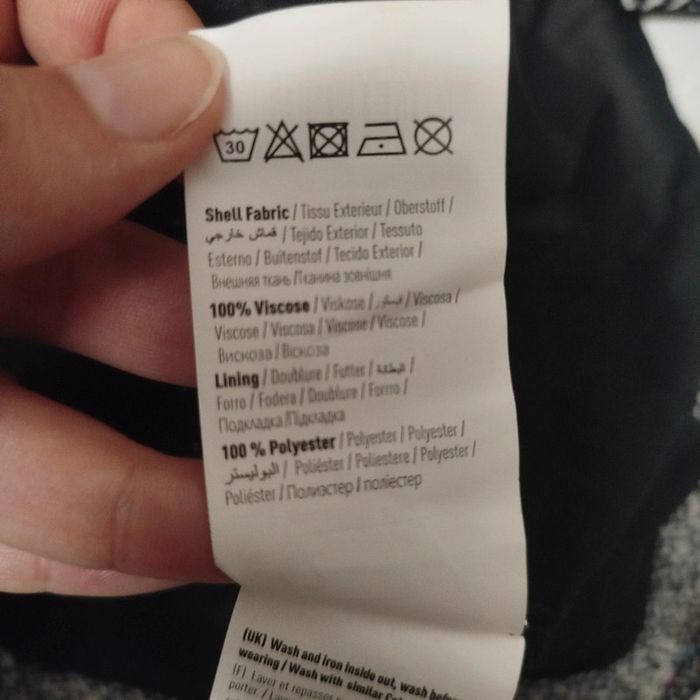 30
Shell Fabric / Tissu Exterieur / Oberstoff /
قماش خارجي / Tejido Exterior / Tessuto
Esterno / Buitenstof / Tecido Exterior /
Внешняя ткань / Тканина зовнішня
100% Viscose / Viskose / فيسكوز / Viscosa /
Viscose / Viscosa / Viscose / Viscose /
Вискоза / Віскоза
Lining / Doublure / Futter / البطانة /
Forro / Fodera / Doublure / Forro /
Подкладка / Підкладка
100 % Polyester / Polyester / Polyester /
البوليستر / Poliéster / Poliestere / Polyester /
Poliéster / Полиэстер / поліестер
(UK) Wash and iron inside out, wash
wearing / Wash with similar
(F) Laver et repasser
porter. /